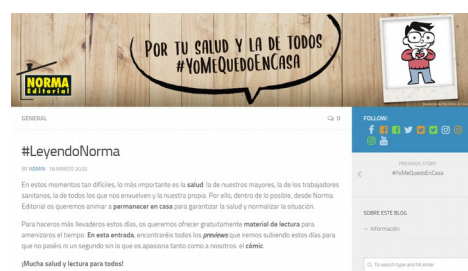 POR TU SALUD Y LA DE TODOS
#YOMEQUEDOENCASA
NORMA
Editorial
GENERAL
0
#LeyendoNorma
BY ADMIN · 18 MARZO, 2020
En estos momentos tan difíciles, lo más importante es la salud: la de nuestros mayores, la de los trabajadores
sanitarios, la de todos los que nos envuelven y la nuestra propia. Por ello, dentro de lo posible, desde Norma
Editorial os queremos animar a permanecer en casa para garantizar la salud y normalizar la situación.
Para haceros más llevaderos estos días, os queremos ofrecer gratuitamente material de lectura para
amenizaros el tiempo. En esta entrada, encontraréis todos los previews que iremos subiendo estos días para
que no paséis ni un segundo sin lo que os apasiona tanto como a nosotros: el cómic.
¡Mucha salud y lectura para todos!
FOLLOW:
PREVIOUS STORY
#YoMeQuedoEnCasa
SOBRE ESTE BLOG
Información
To search type and hit enter